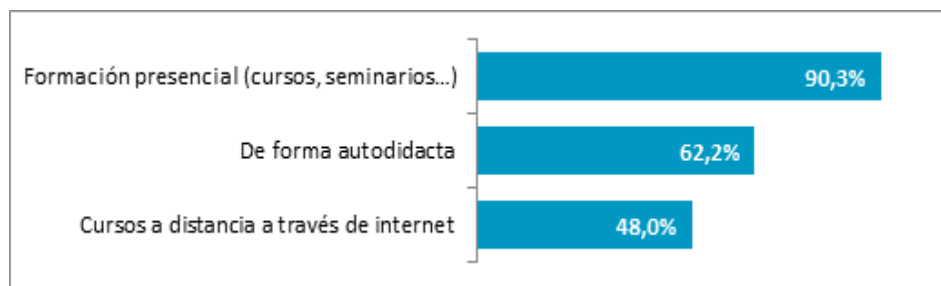 Formación presencial (cursos, seminarios...)
90,3%
De forma autodidacta
62,2%
Cursos a distancia a través de internet
48,0%